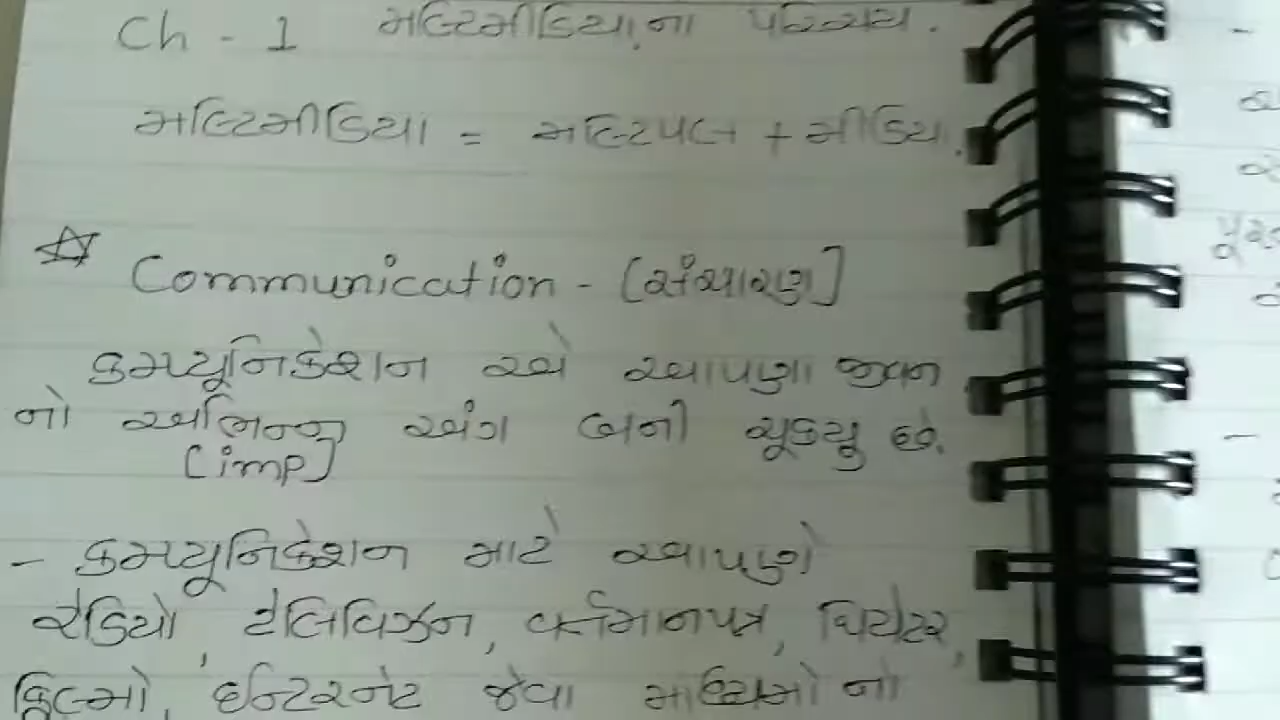 Ch - 1 મલ્ટિમીડિયાના પરિચય.
મલ્ટિમીડિયા = મલ્ટિપલ + મીડિયા.
☆ Communication - [સંચારણ]
કમ્યૂનિકેશન એ આપણા જીવન
નો અભિન્ન અંગ બની ચૂક્યુ છે.
[imp]
- કમ્યૂનિકેશન માટે આપણે
રેડિયો, ટેલિવિઝન, વર્તમાનપત્ર, થિયેટર,
ફિલ્મો, ઈન્ટરનેટ જેવા માધ્યમો નો